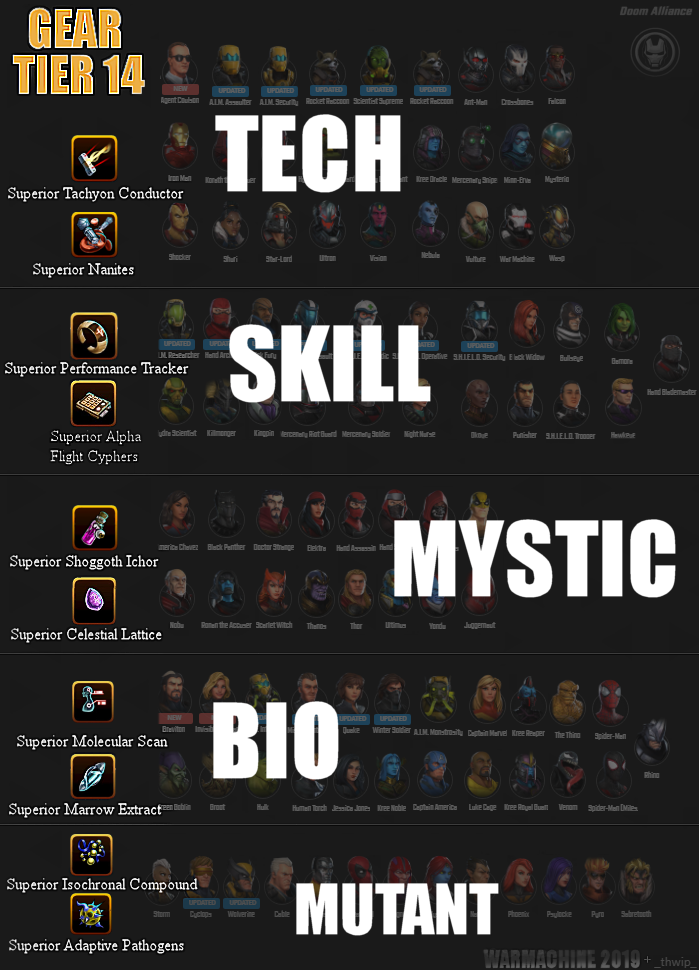 Doom Alliance
GEAR
TIER 14
NEW
UPDATED
UPDATED
UPDATED
UPDATED
UPDATED
Agent Coulson
A.I.M. Assaulter
A.I.M. Security
Rocket Raccoon
Scientist Supreme
Rocket Raccoon
Ant-Man
Crossbones
Falcon
TECH
Superior Tachyon Conductor
Iron Man
Kree Oracle
Mercenary Sniper
Minn-Erva
Mysterio
Superior Nanites
Shocker
Shuri
Star-Lord
Ultron
Vision
Nebula
Vulture
War Machine
Wasp
SKILL
UPDATED
UPDATED
S.H.I.E.L.D. Security
Black Widow
Bullseye
Gamora
Hand Blademaster
Superior Performance Tracker
Killmonger
Kingpin
Mercenary Riot Guard
Mercenary Soldier
Night Nurse
Drax
Punisher
S.H.I.E.L.D. Trooper
Hawkeye
Superior Alpha
Flight Cyphers
America Chavez
Black Panther
Doctor Strange
Elektra
Hand Assassin
MYSTIC
Superior Shoggoth Ichor
Nobu
Ronan the Accuser
Scarlet Witch
Thanos
Thor
Yondu
Juggernaut
Superior Celestial Lattice
NEW
UPDATED
UPDATED
Quake
Winter Soldier
A.I.M. Monstrosity
Captain Marvel
Kree Reaper
The Thing
Spider-Man
Rhino
BIO
Superior Molecular Scan
Green Goblin
Groot
Hulk
Human Torch
Jessica Jones
Kree Noble
Captain America
Luke Cage
Kree Royal Guard
Venom
Spider-Man (Miles)
Superior Marrow Extract
MUTANT
Superior Isochronal Compound
UPDATED
UPDATED
Storm
Cyclops
Wolverine
Cable
Phoenix
Psylocke
Pyro
Sabretooth
Superior Adaptive Pathogens
WARMACHINE 2019 + _thwip_